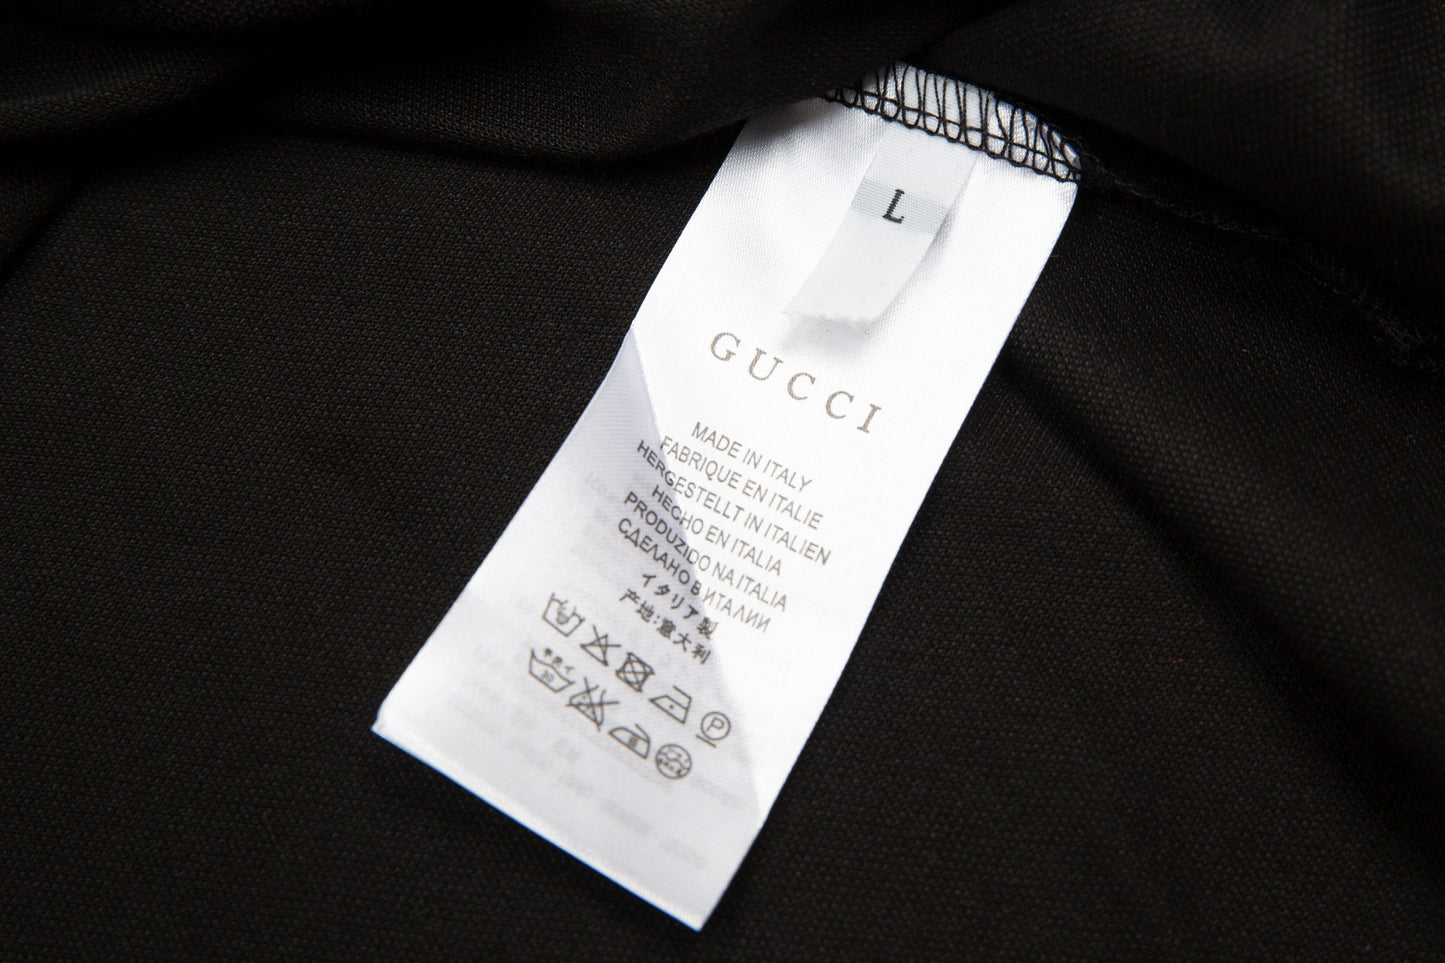 L
GUCCI
MADE IN ITALY
FABRIQUE EN ITALIE
HERGESTELLT IN ITALIEN
HECHO EN ITALIA
PRODUZIDO NA ITALIA
СДЕЛАНО В ИТАЛИИ
イタリア製
产地:意大利
P
30